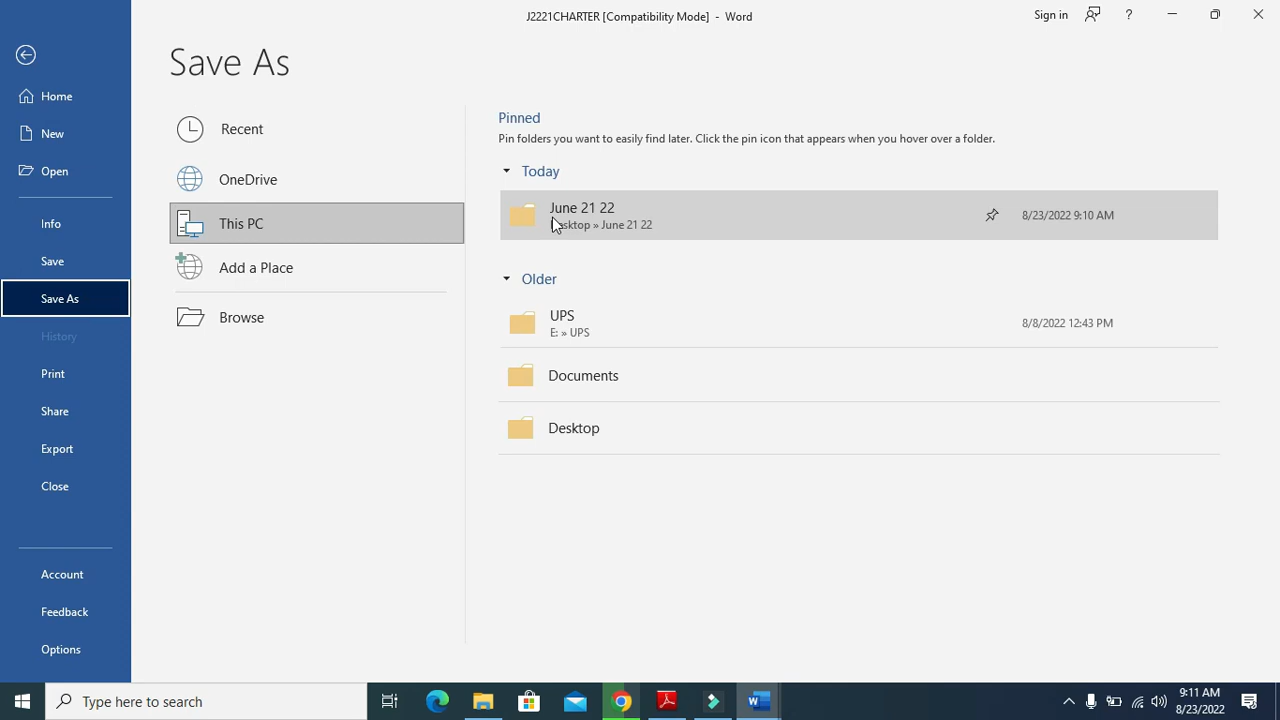 J2221CHARTER [Compatibility Mode] - Word
Sign in
?
Save As
Home
New
Open
Info
Save
Save As
History
Print
Share
Export
Close
Account
Feedback
Options
Recent
OneDrive
This PC
Add a Place
Browse
Pinned
Pin folders you want to easily find later. Click the pin icon that appears when you hover over a folder.
Today
June 21 22
Desktop » June 21 22
8/23/2022 9:10 AM
Older
UPS
E: » UPS
8/8/2022 12:43 PM
Documents
Desktop
Type here to search
9:11 AM
8/23/2022